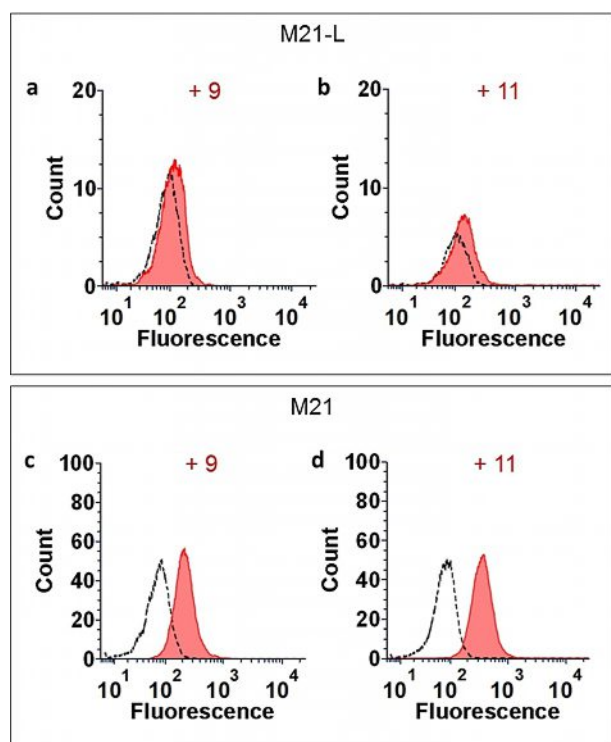 M21-L
a + 9 b + 11
20 20
Count 10 Count 10
0 0
10¹ 10² 10³ 10⁴ 10¹ 10² 10³ 10⁴
Fluorescence Fluorescence
M21
c + 9 d + 11
100 100
80 80
60 60
Count Count
40 40
20 20
0 0
10¹ 10² 10³ 10⁴ 10¹ 10² 10³ 10⁴
Fluorescence Fluorescence